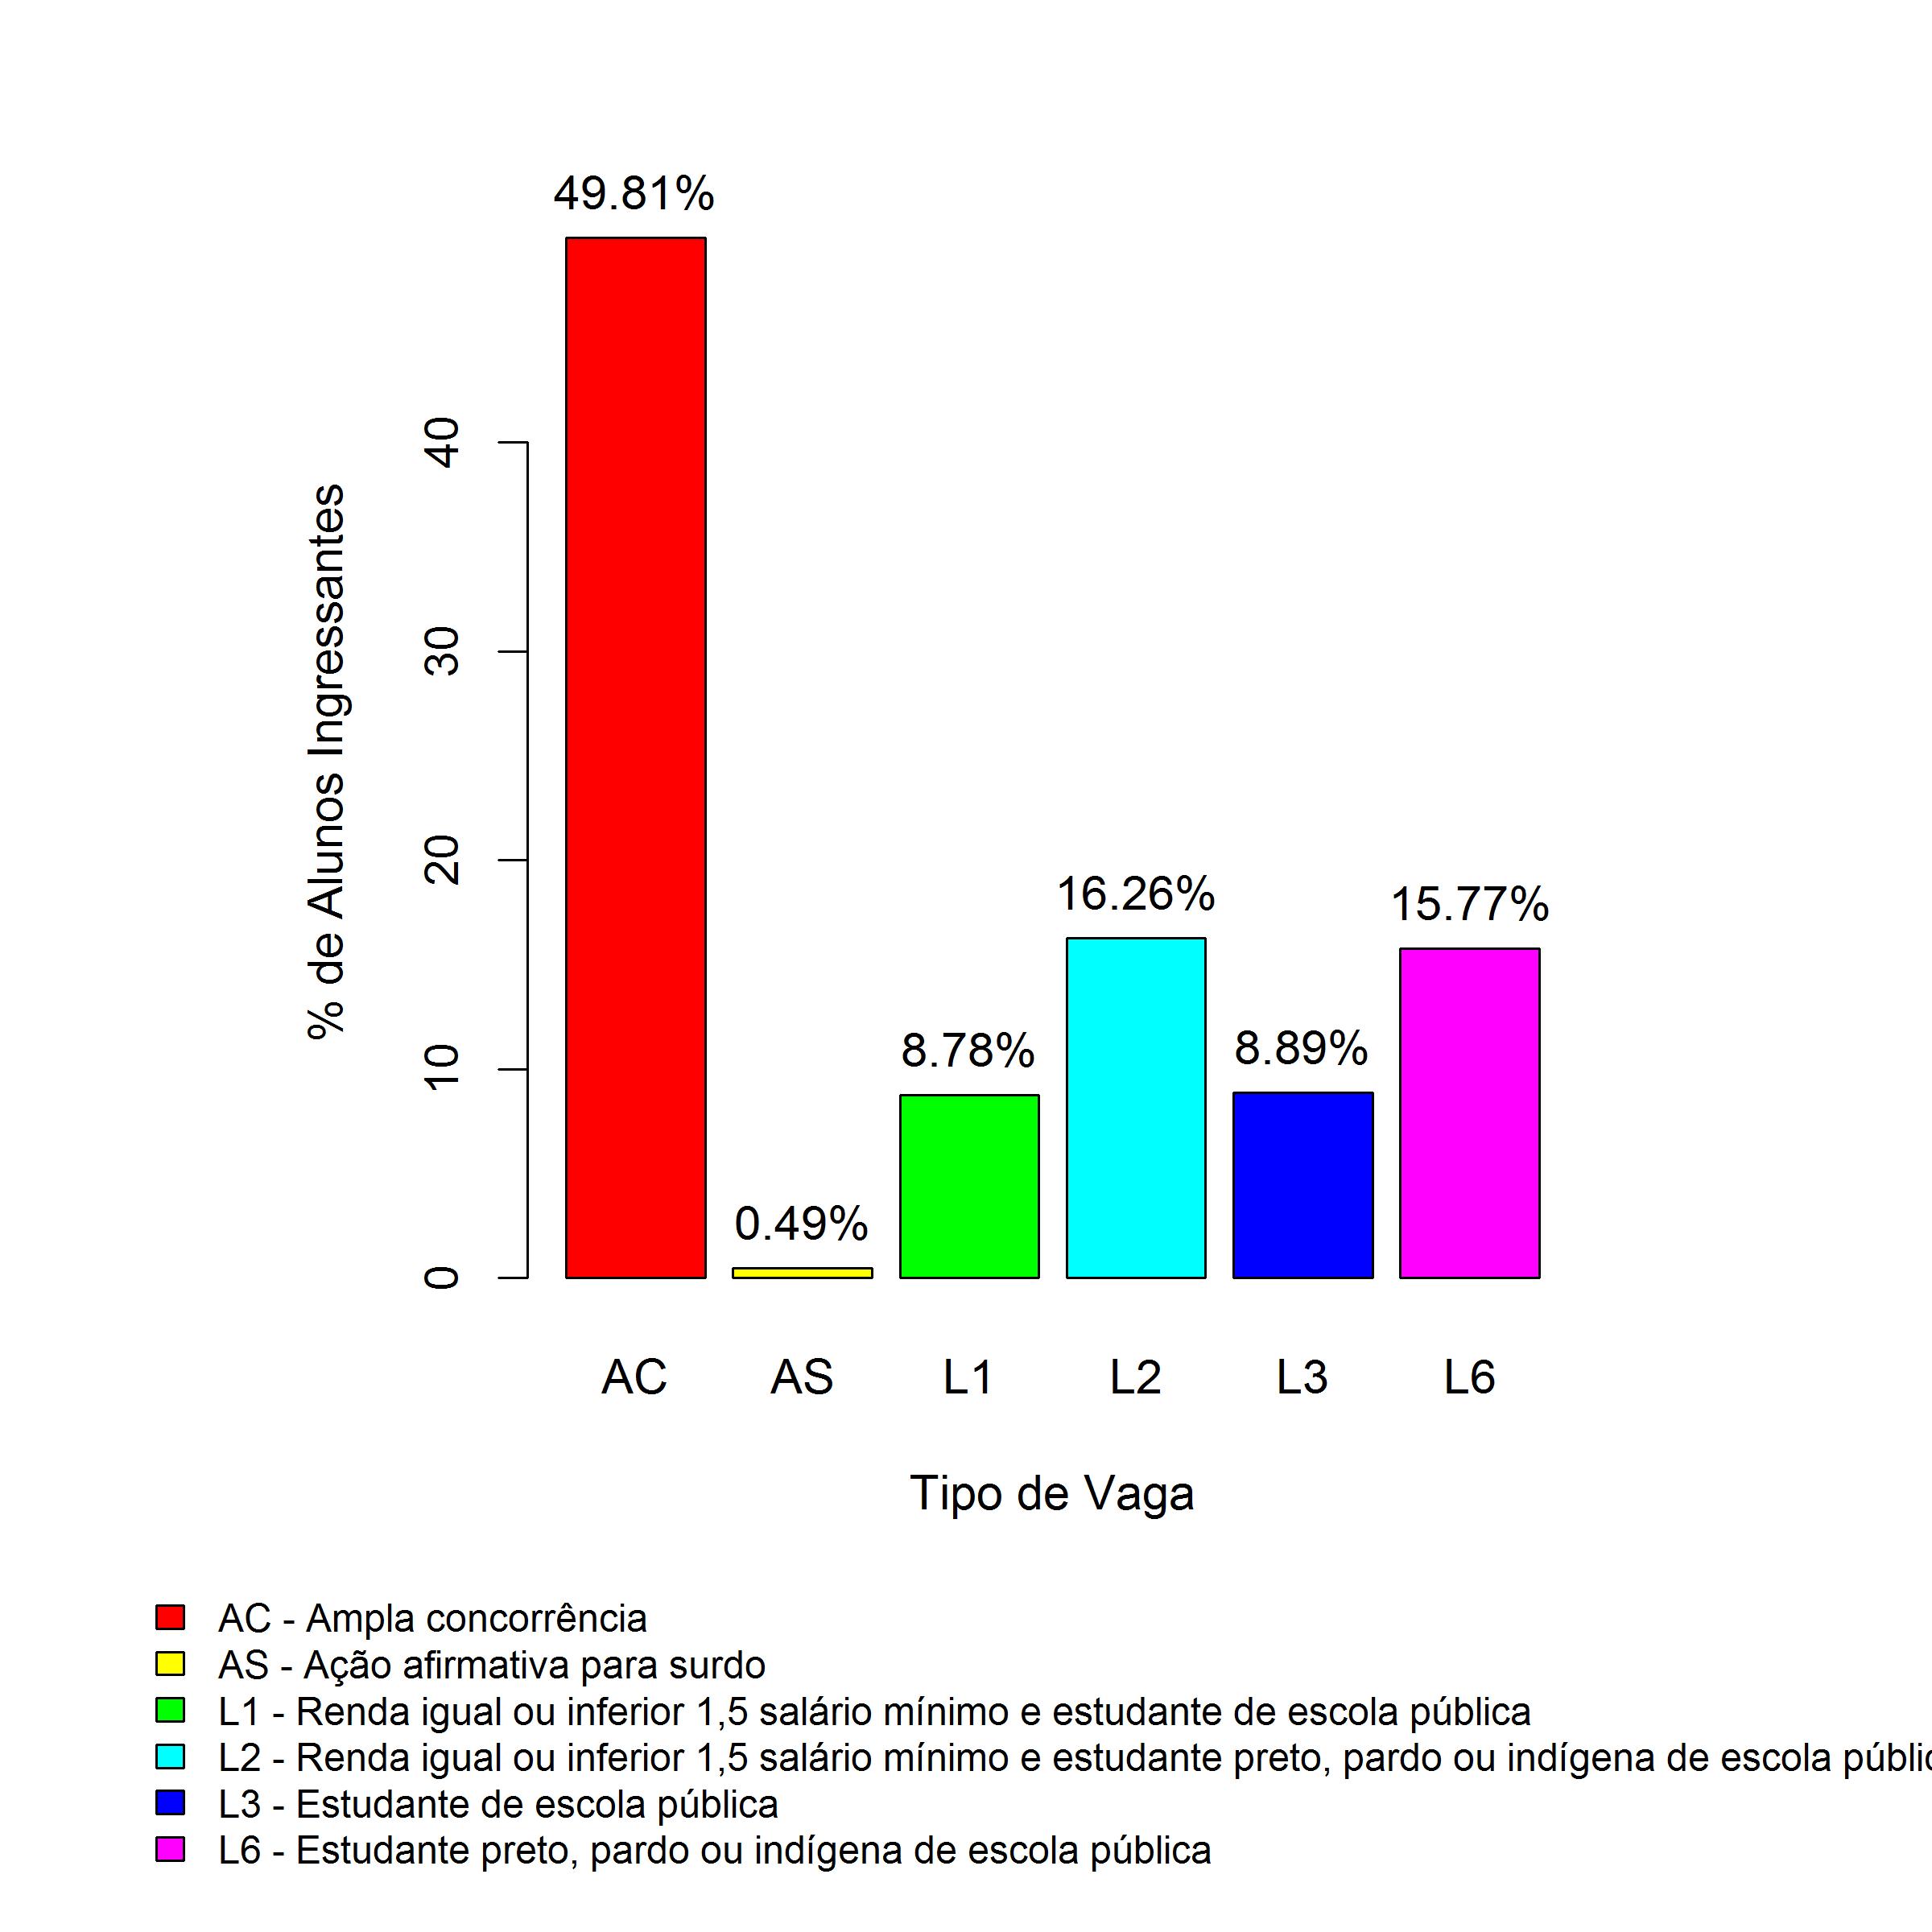 49.81%
40
30
20
10
0
% de Alunos Ingressantes
0.49%
8.78%
16.26%
8.89%
15.77%
AC AS L1 L2 L3 L6
Tipo de Vaga
AC - Ampla concorrência
AS - Ação afirmativa para surdo
L1 - Renda igual ou inferior 1,5 salário mínimo e estudante de escola pública
L2 - Renda igual ou inferior 1,5 salário mínimo e estudante preto, pardo ou indígena de escola
L3 - Estudante de escola pública
L6 - Estudante preto, pardo ou indígena de escola pública